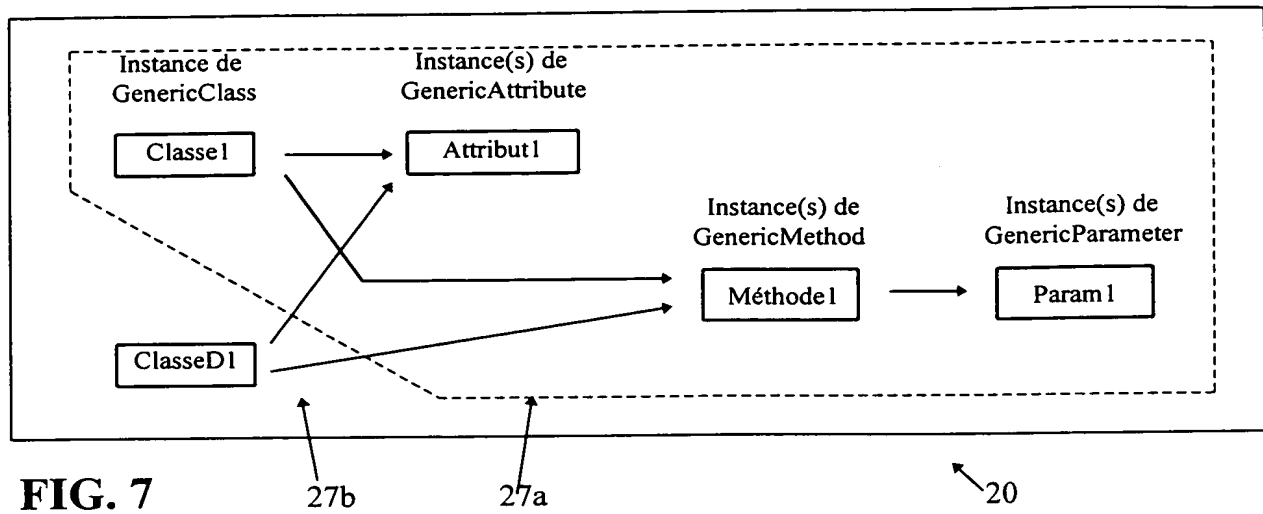 Instance de
GenericClass
Instance(s) de
GenericAttribute
Classe1
Attribut1
Instance(s) de
GenericMethod
Instance(s) de
GenericParameter
Méthode1
Param1
ClasseD1
FIG. 7
27b
27a
20